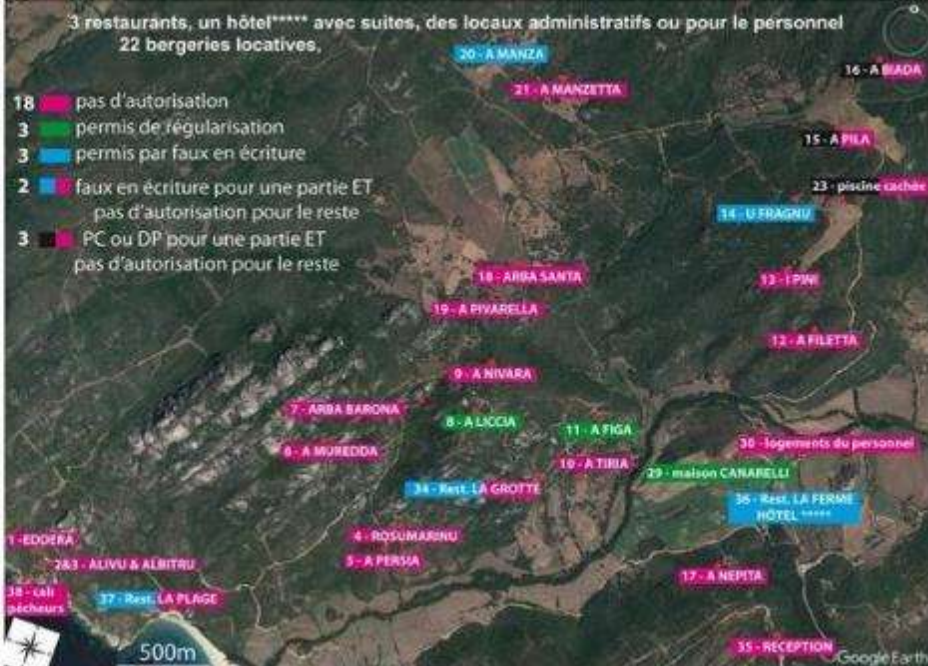 3 restaurants, un hôtel***** avec suites, des locaux administratifs ou pour le personnel
22 bergeries locatives,
20 - A MANZA
16 - A BIADA
21 - A MANZETTA
18 pas d'autorisation
3 permis de régularisation
3 permis par faux en écriture
2 faux en écriture pour une partie ET
pas d'autorisation pour le reste
3 PC ou DP pour une partie ET
pas d'autorisation pour le reste
15 - A PILA
23 - piscine cachée
14 - U FRAGNU
18 - ARBA SANTA
13 - I PINI
19 - A PIVARELLA
12 - A FILETTA
9 - A NIVARA
7 - ARBA BARONA
8 - A LICCIA
11 - A FIGA
6 - A MUREDDA
30 - logements du personnel
10 - A TIRIA
29 - maison CANARELLI
34 - Rest. LA GROTTE
36 - Rest. LA FERME
HÔTEL *****
4 - ROSUMARINU
1 - EDDERA
2&3 - ALIVU & ALBITRU
5 - A PERSIA
17 - A NEPITA
38 - cali
pêcheurs
37 - Rest. LA PLAGE
35 - RECEPTION
500m
Google Earth